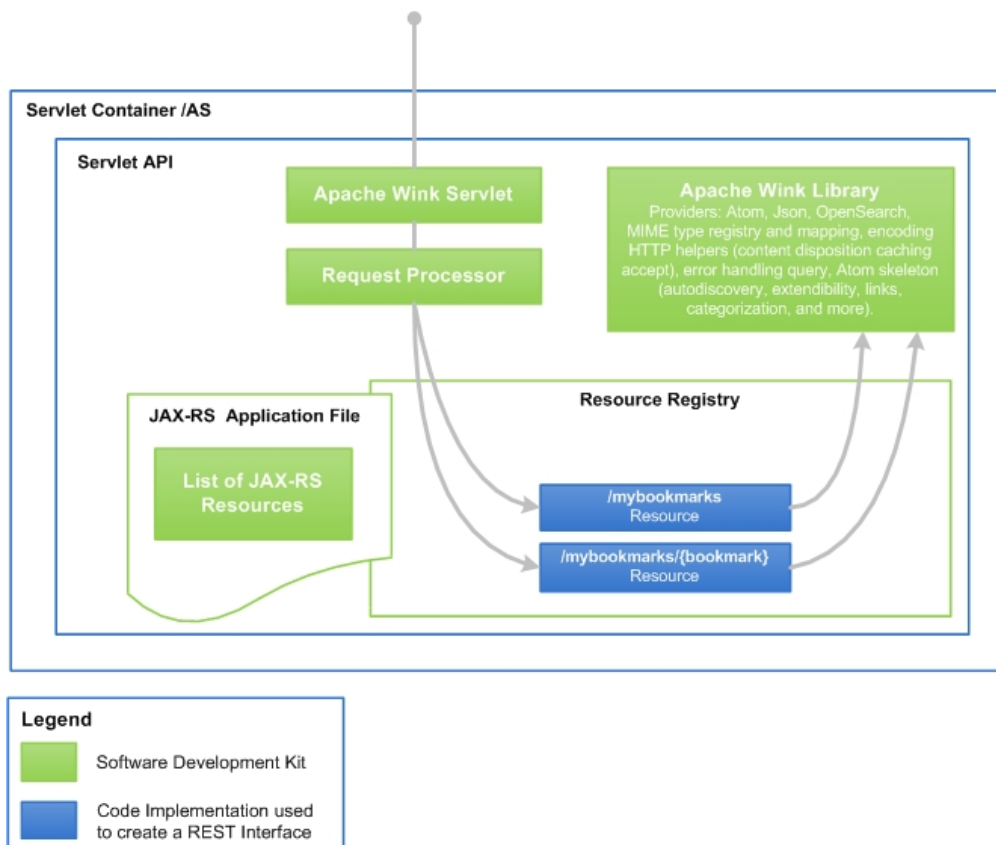 Servlet Container /AS
Servlet API
Apache Wink Servlet
Request Processor
Apache Wink Library
Providers: Atom, Json, OpenSearch,
MIME type registry and mapping, encoding
HTTP helpers (content disposition caching
accept), error handling query, Atom skeleton
(autodiscovery, extendibility, links,
categorization, and more).
JAX-RS Application File
List of JAX-RS
Resources
Resource Registry
/mybookmarks
Resource
/mybookmarks/{bookmark}
Resource
Legend
Software Development Kit
Code Implementation used
to create a REST Interface